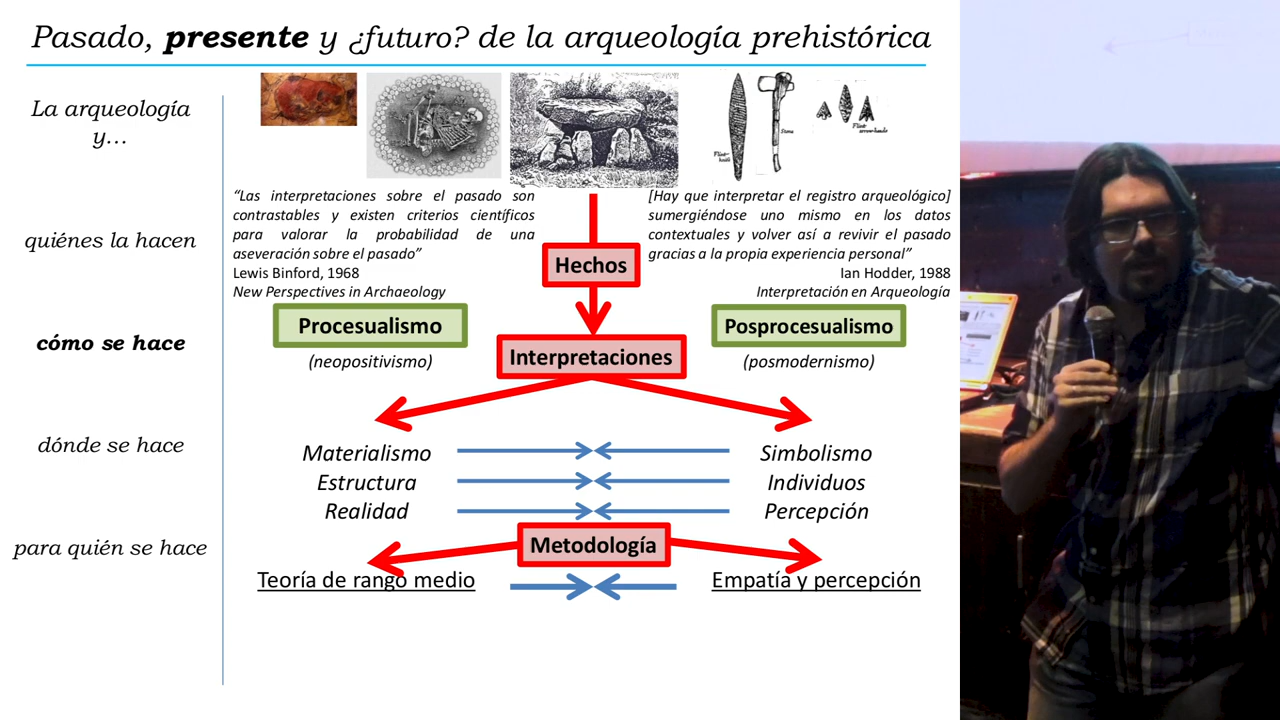 Pasado, presente y ¿futuro? de la arqueología prehistórica
La arqueología
y…
quiénes la hacen
cómo se hace
dónde se hace
para quién se hace
Flint-
Stone
Flint
arrow-heads
“Las interpretaciones sobre el pasado son
contrastables y existen criterios científicos
para valorar la probabilidad de una
aseveración sobre el pasado”
Lewis Binford, 1968
New Perspectives in Archaeology
[Hay que interpretar el registro arqueológico]
sumergiéndose uno mismo en los datos
contextuales y volver así a revivir el pasado
gracias a la propia experiencia personal”
Ian Hodder, 1988
Interpretación en Arqueología
Hechos
Procesualismo
(neopositivismo)
Interpretaciones
Posprocesualismo
(posmodernismo)
Materialismo
Simbolismo
Estructura
Individuos
Realidad
Percepción
Metodología
Teoría de rango medio
Empatía y percepción